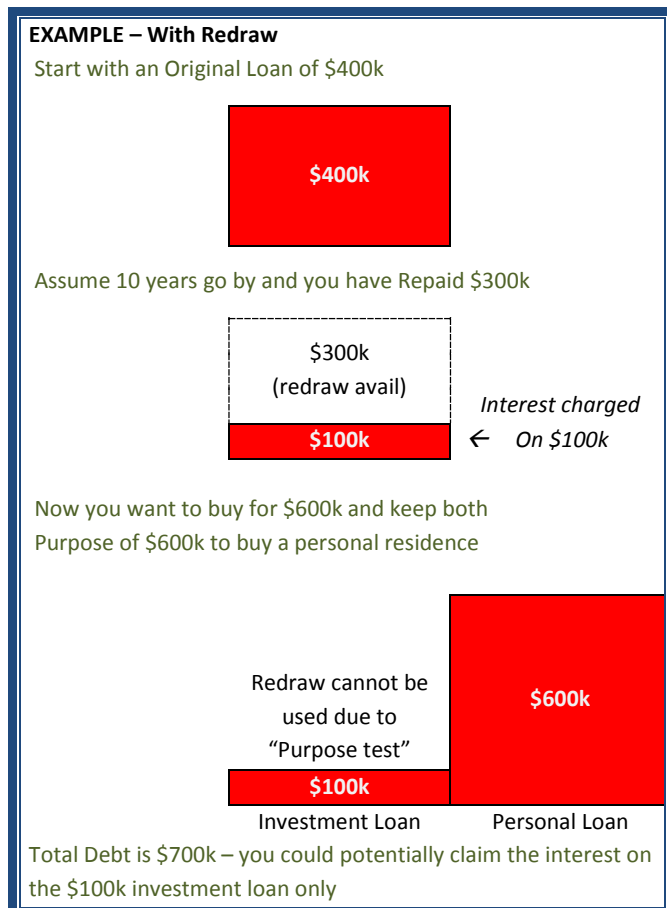 EXAMPLE – With Redraw
Start with an Original Loan of $400k
$400k
Assume 10 years go by and you have Repaid $300k
$300k
(redraw avail)
$100k
Interest charged
← On $100k
Now you want to buy for $600k and keep both
Purpose of $600k to buy a personal residence
Redraw cannot be
used due to
“Purpose test”
$100k
$600k
Investment Loan
Personal Loan
Total Debt is $700k – you could potentially claim the interest on
the $100k investment loan only